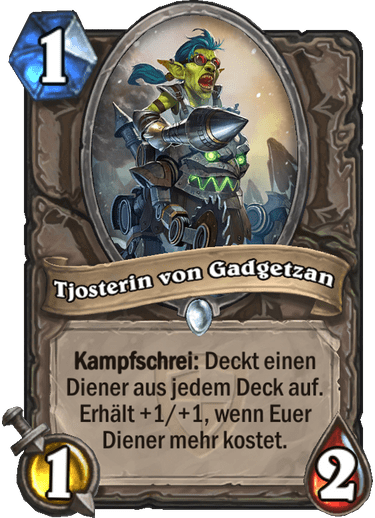 1
Tjosterin von Gadgetzan
Kampfschrei: Deckt einen
Diener aus jedem Deck auf.
Erhält +1/+1, wenn Euer
Diener mehr kostet.
1
2